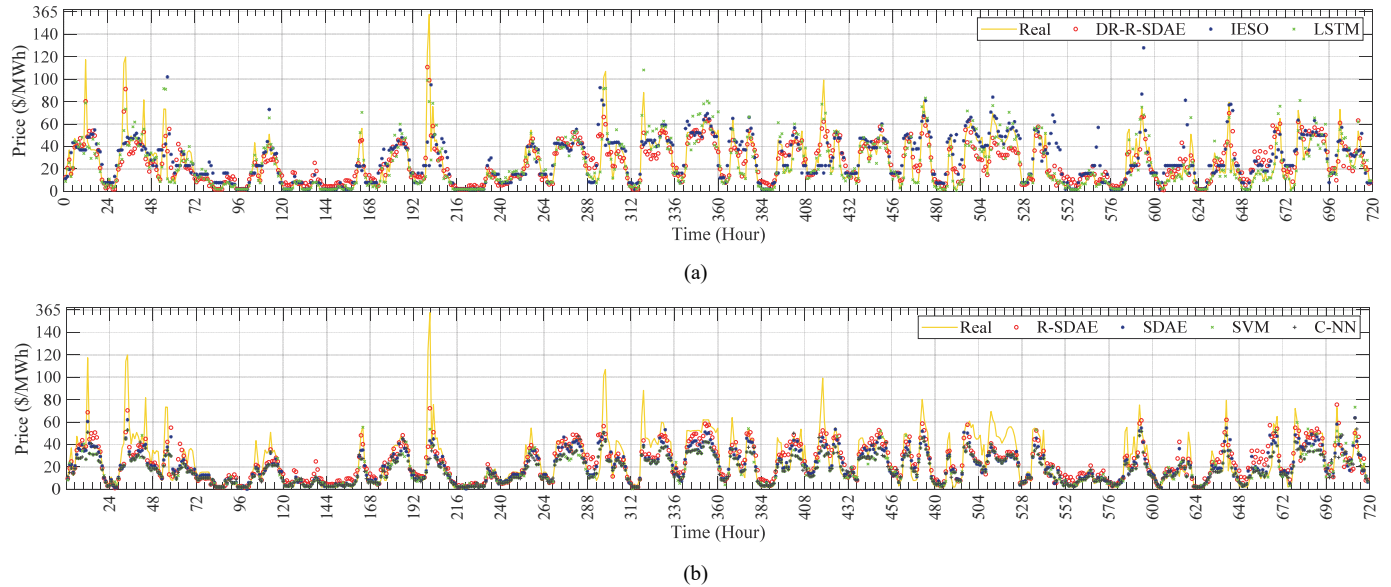 365
140
120
100
80
60
40
20
0
Price ($/MWh)
Real DR-R-SDAE IESO LSTM
0 24 48 72 96 120 144 168 192 216 240 264 288 312 336 360 384 408 432 456 480 504 528 552 576 600 624 648 672 696 720
Time (Hour)
(a)
365
140
120
100
80
60
40
20
0
Price ($/MWh)
Real R-SDAE SDAE SVM C-NN
24 48 72 96 120 144 168 192 216 240 264 288 312 336 360 384 408 432 456 480 504 528 552 576 600 624 648 672 696 720
Time (Hour)
(b)